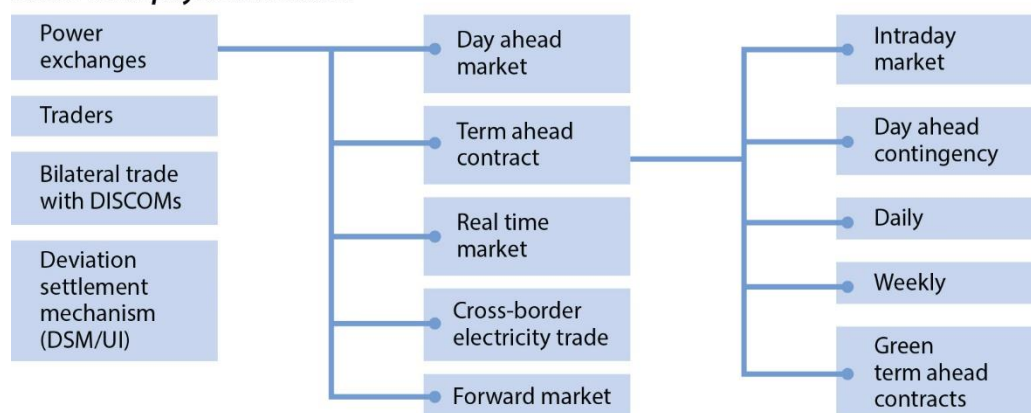 Power
exchanges
Traders
Bilateral trade
with DISCOMs
Deviation
settlement
mechanism
(DSM/UI)
Day ahead
market
Term ahead
contract
Real time
market
Cross-border
electricity trade
Forward market
Intraday
market
Day ahead
contingency
Daily
Weekly
Green
term ahead
contracts